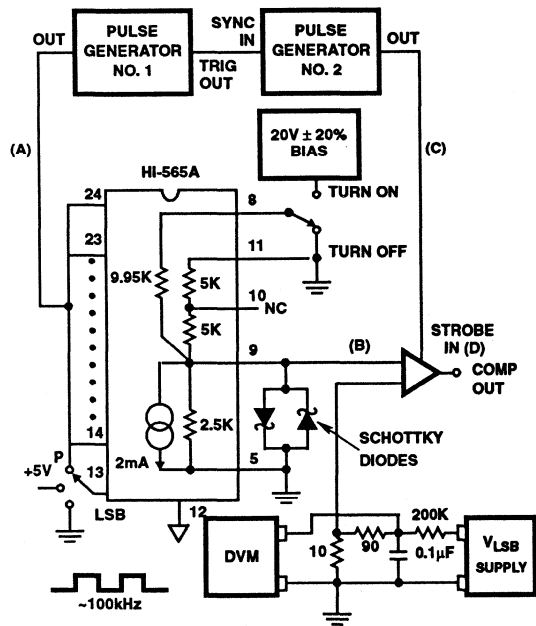 OUT
PULSE
GENERATOR
NO. 1
SYNC
IN
TRIG
OUT
PULSE
GENERATOR
NO. 2
OUT
(A)
20V ± 20%
BIAS
(C)
HI-565A
24
8
TURN ON
23
11
TURN OFF
9.95K
5K
10
NC
5K
9
(B)
STROBE
IN (D)
COMP
OUT
14
2mA
2.5K
5
SCHOTTKY
DIODES
P
+5V
13
LSB
12
DVM
10
90
200K
0.1μF
VLSB
SUPPLY
~100kHz